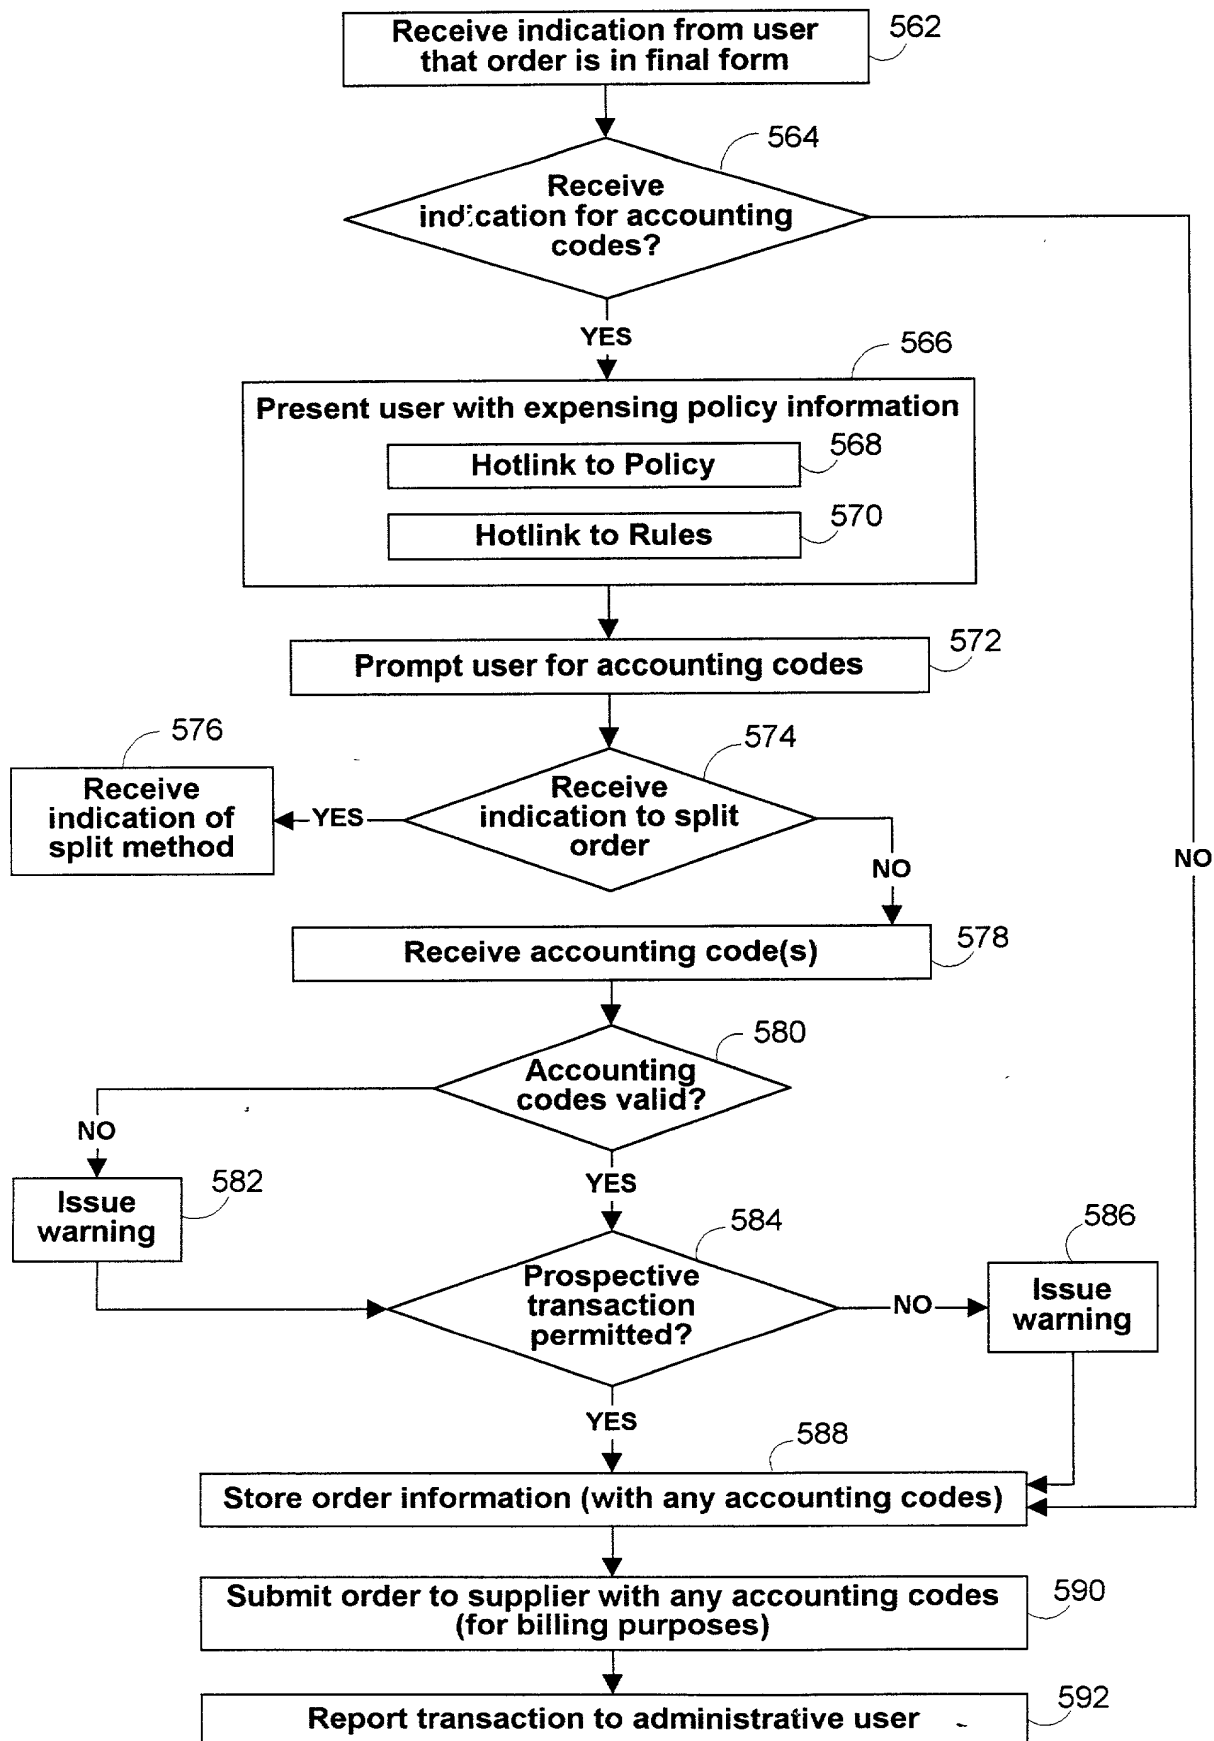 Receive indication from user
that order is in final form
562
564
Receive
indication for accounting
codes?
YES
566
Present user with expensing policy information
Hotlink to Policy
568
Hotlink to Rules
570
572
Prompt user for accounting codes
576
574
Receive
indication of
split method
YES
Receive
indication to split
order
NO
NO
Receive accounting code(s)
578
580
Accounting
codes valid?
NO
YES
582
Issue
warning
584
586
Prospective
transaction
permitted?
NO
Issue
warning
YES
588
Store order information (with any accounting codes)
Submit order to supplier with any accounting codes
(for billing purposes)
590
Report transaction to administrative user
592